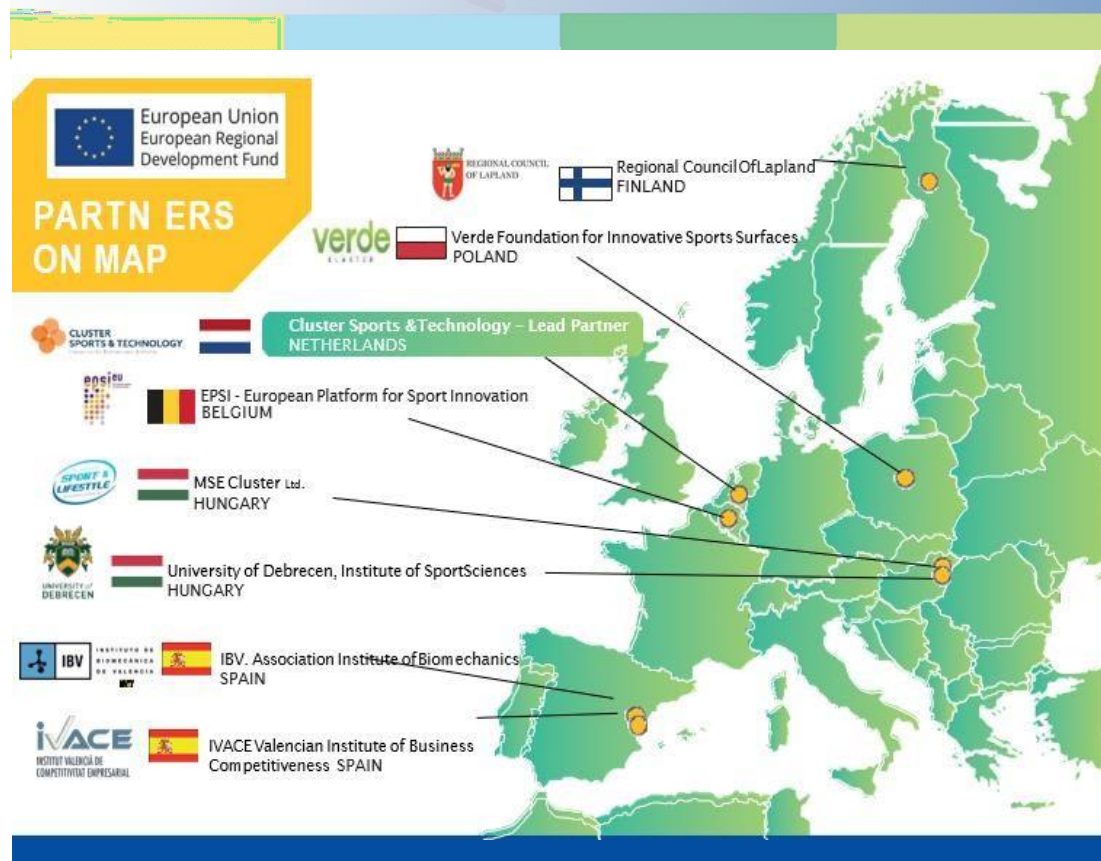 European Union
European Regional
Development Fund
PARTN ERS
ON MAP
REGIONAL COUNCIL
OF LAPLAND
Regional CouncilOfLapland
FINLAND
verde
KLASTER
Verde Foundation for Innovative Sports Surfaces
POLAND
CLUSTER
SPORTS & TECHNOLOGY
Cluster Sports &Technology – Lead Partner
NETHERLANDS
epsi eu
EPSI - European Platform for Sport Innovation
BELGIUM
SPORT &
LIFESTYLE
MSE Cluster Ltd.
HUNGARY
UNIVERSITY of
DEBRECEN
University of Debrecen, Institute of SportSciences
HUNGARY
IBV
INSTITUTO DE
BIOMECÁNICA
DE VALENCIA
IBV. Association Institute of Biomechanics
SPAIN
iVACE
INSTITUT VALENCIÀ DE
COMPETITIVITAT EMPRESARIAL
IVACE Valencian Institute of Business
Competitiveness SPAIN